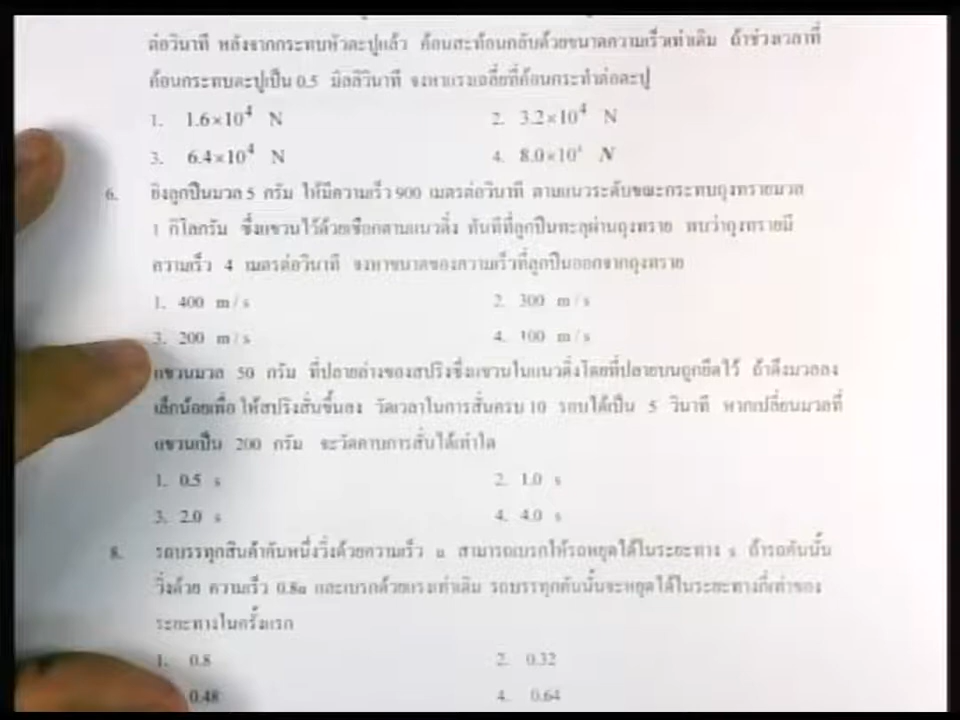 ต่อวินาที หลังจากกระทบหัวตะปูแล้ว ค้อนสะท้อนกลับด้วยขนาดความเร็วเท่าเดิม ถ้าช่วงเวลาที่
ค้อนกระทบตะปูเป็น 0.5 มิลลิวินาที จงหาแรงเฉลี่ยที่ค้อนกระทำต่อตะปู
1. 1.6×10⁴ N 2. 3.2×10⁴ N
3. 6.4×10⁴ N 4. 8.0×10⁴ N
6. ยิงลูกปืนมวล 5 กรัม ให้มีความเร็ว 900 เมตรต่อวินาที ตามแนวระดับขณะกระทบถุงทรายมวล
1 กิโลกรัม ซึ่งแขวนไว้ด้วยเชือกตามแนวดิ่ง ทันทีที่ลูกปืนทะลุผ่านถุงทราย พบว่าถุงทรายมี
ความเร็ว 4 เมตรต่อวินาที จงหาขนาดของความเร็วที่ลูกปืนออกจากถุงทราย
1. 400 m/s 2. 300 m/s
3. 200 m/s 4. 100 m/s
แขวนมวล 50 กรัม ที่ปลายล่างของสปริงซึ่งแขวนในแนวดิ่งโดยที่ปลายบนถูกยึดไว้ ถ้าดึงมวลลง
เล็กน้อยเพื่อให้สปริงสั่นขึ้นลง วัดเวลาในการสั่นครบ 10 รอบได้เป็น 5 วินาที หากเปลี่ยนมวลที่
แขวนเป็น 200 กรัม จะวัดคาบการสั่นได้เท่าใด
1. 0.5 s 2. 1.0 s
3. 2.0 s 4. 4.0 s
8. รถบรรทุกสินค้าคันหนึ่งวิ่งด้วยความเร็ว u สามารถเบรกให้รถหยุดได้ในระยะทาง s ถ้ารถคันนั้น
วิ่งด้วย ความเร็ว 0.8u และเบรกด้วยแรงเท่าเดิม รถบรรทุกคันนั้นจะหยุดได้ในระยะทางกี่เท่าของ
ระยะทางในครั้งแรก
1. 0.8 2. 0.32
0.48 4. 0.64